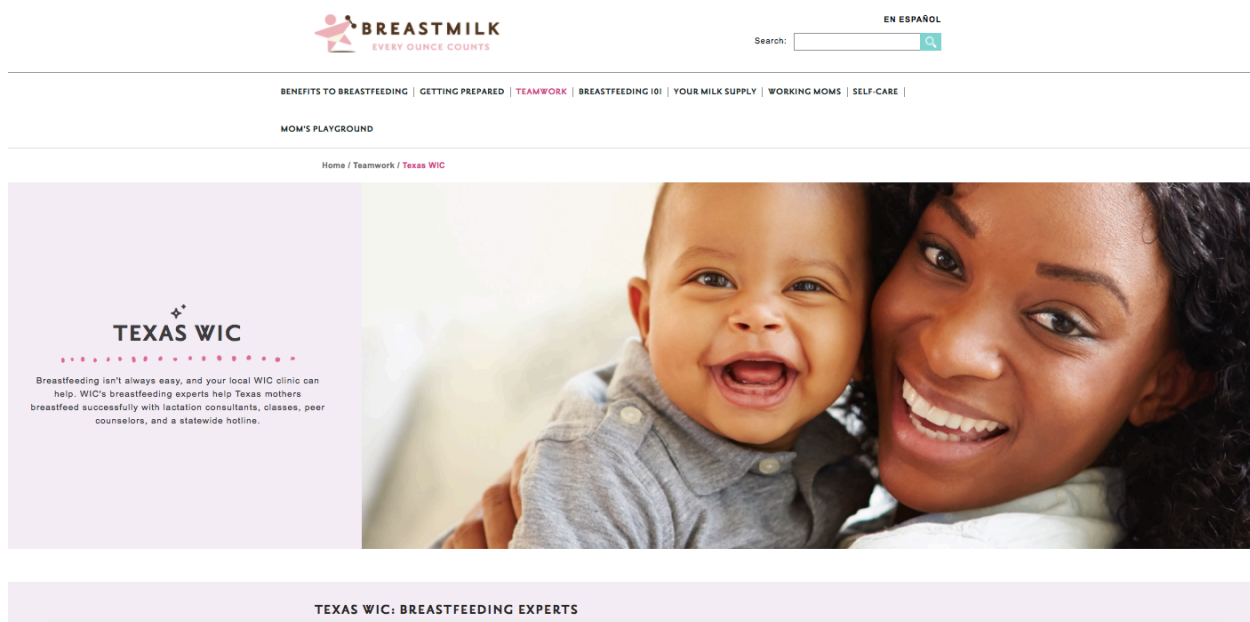 BREASTMILK
EVERY OUNCE COUNTS
EN ESPAÑOL
Search:
BENEFITS TO BREASTFEEDING | GETTING PREPARED | TEAMWORK | BREASTFEEDING 101 | YOUR MILK SUPPLY | WORKING MOMS | SELF-CARE |
MOM'S PLAYGROUND
Home / Teamwork / Texas WIC
TEXAS WIC
Breastfeeding isn't always easy, and your local WIC clinic can
help. WIC's breastfeeding experts help Texas mothers
breastfeed successfully with lactation consultants, classes, peer
counselors, and a statewide hotline.
TEXAS WIC: BREASTFEEDING EXPERTS